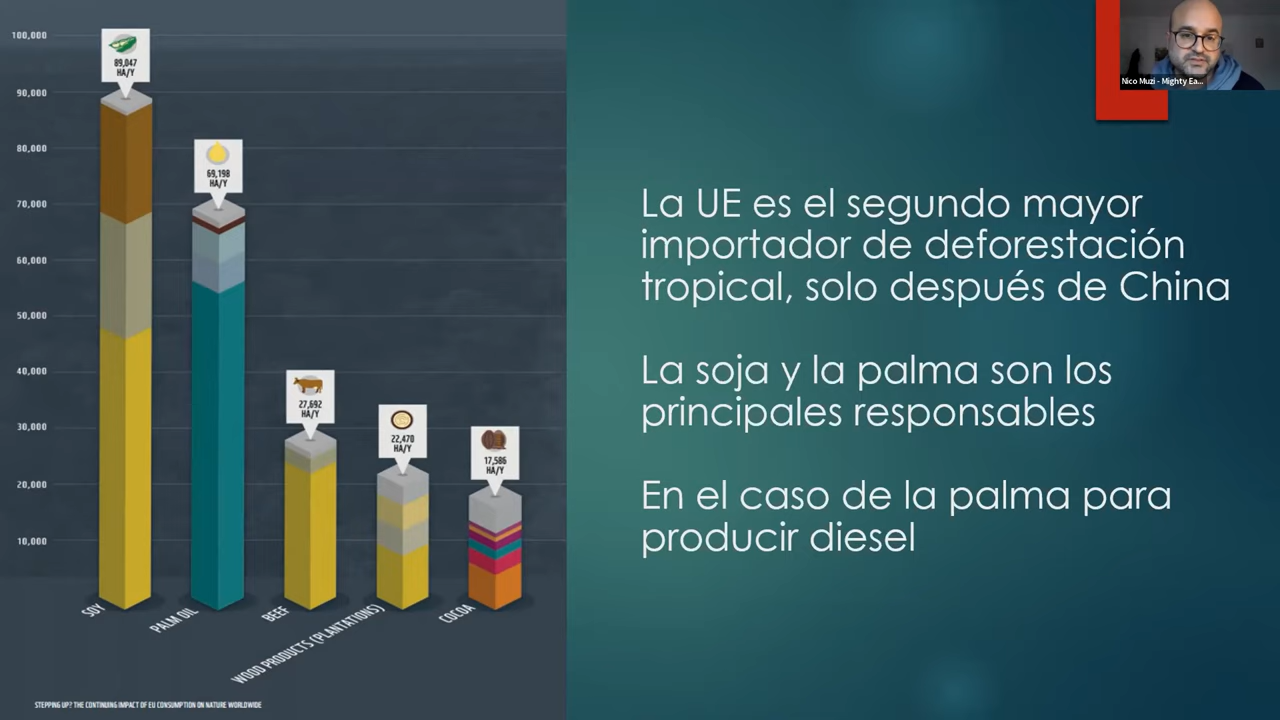 100,000
90,000
80,000
70,000
60,000
50,000
40,000
30,000
20,000
10,000
89,047
HA/Y
69,198
HA/Y
27,692
HA/Y
22,470
HA/Y
17,586
HA/Y
SOY
PALM OIL
BEEF
WOOD PRODUCTS (PLANTATIONS)
COCOA
STEPPING UP? THE CONTINUING IMPACT OF EU CONSUMPTION ON NATURE WORLDWIDE
Nico Muzi - Mighty Ea...
La UE es el segundo mayor
importador de deforestación
tropical, solo después de China
La soja y la palma son los
principales responsables
En el caso de la palma para
producir diesel